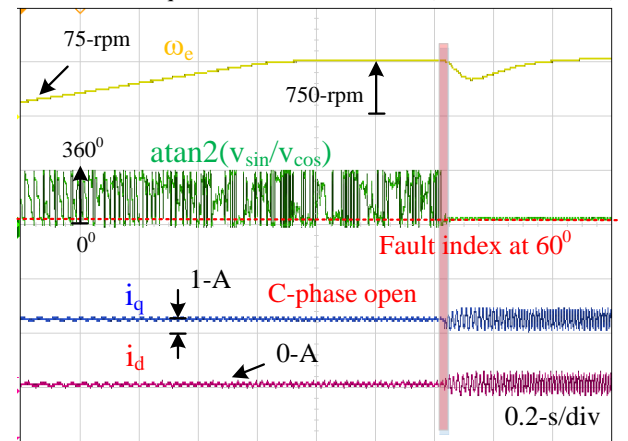 75-rpm
ωe
750-rpm
360⁰
atan2(vsin/vcos)
0⁰
Fault index at 60⁰
1-A
iq
C-phase open
id
0-A
0.2-s/div